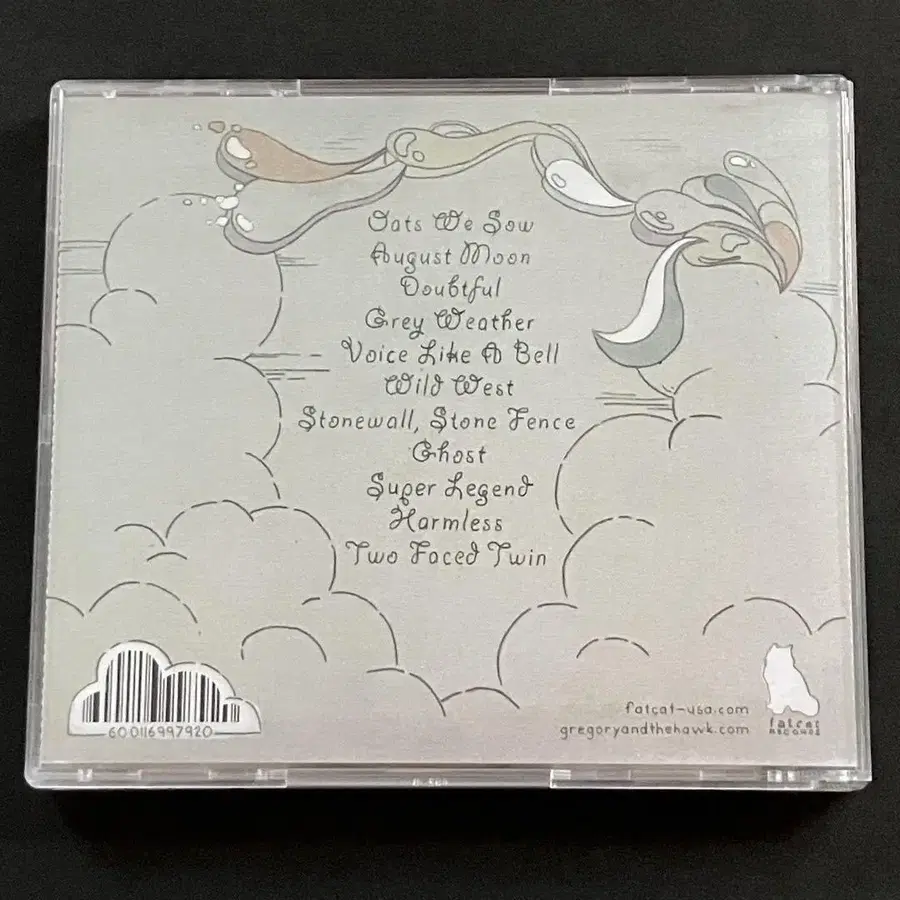 Oats We Sow
August Moon
Doubtful
Grey Weather
Voice Like A Bell
Wild West
Stonewall, Stone Fence
Ghost
Super Legend
Harmless
Two Faced Twin
fatcat-usa.com
gregoryandthehawk.com
fatcat
RECORDS
600116997920